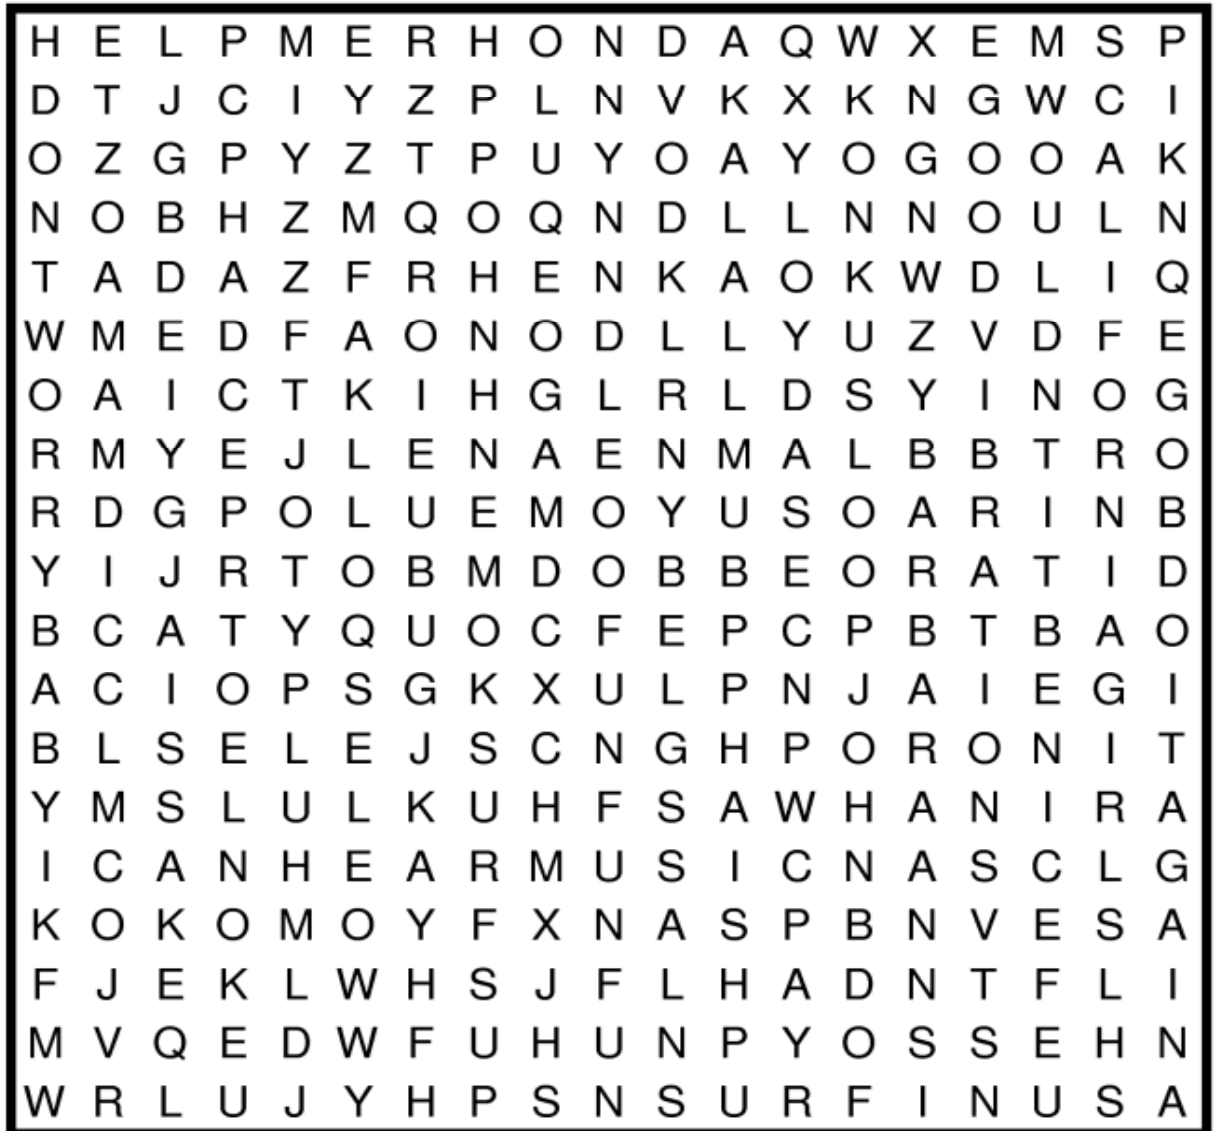 H E L P M E R H O N D A Q W X E M S P
D T J C I Y Z P L N V K X K N G W C I
O Z G P Y Z T P U Y O A Y O G O O A K
N O B H Z M Q O Q N D L L N N O U L N
T A D A Z F R H E N K A O K W D L I Q
W M E D F A O N O D L L Y U Z V D F E
O A I C T K I H G L R L D S Y I N O G
R M Y E J L E N A E N M A L B B T R O
R D G P O L U E M O Y U S O A R I N B
Y I J R T O B M D O B B E O R A T I D
B C A T Y Q U O C F E P C P B T B A O
A C I O P S G K X U L P N J A I E G I
B L S E L E J S C N G H P O R O N I T
Y M S L U L K U H F S A W H A N I R A
I C A N H E A R M U S I C N A S C L G
K O K O M O Y F X N A S P B N V E S A
F J E K L W H S J F L H A D N T F L I
M V Q E D W F U H U N P Y O S S E H N
W R L U J Y H P S N S U R F I N U S A